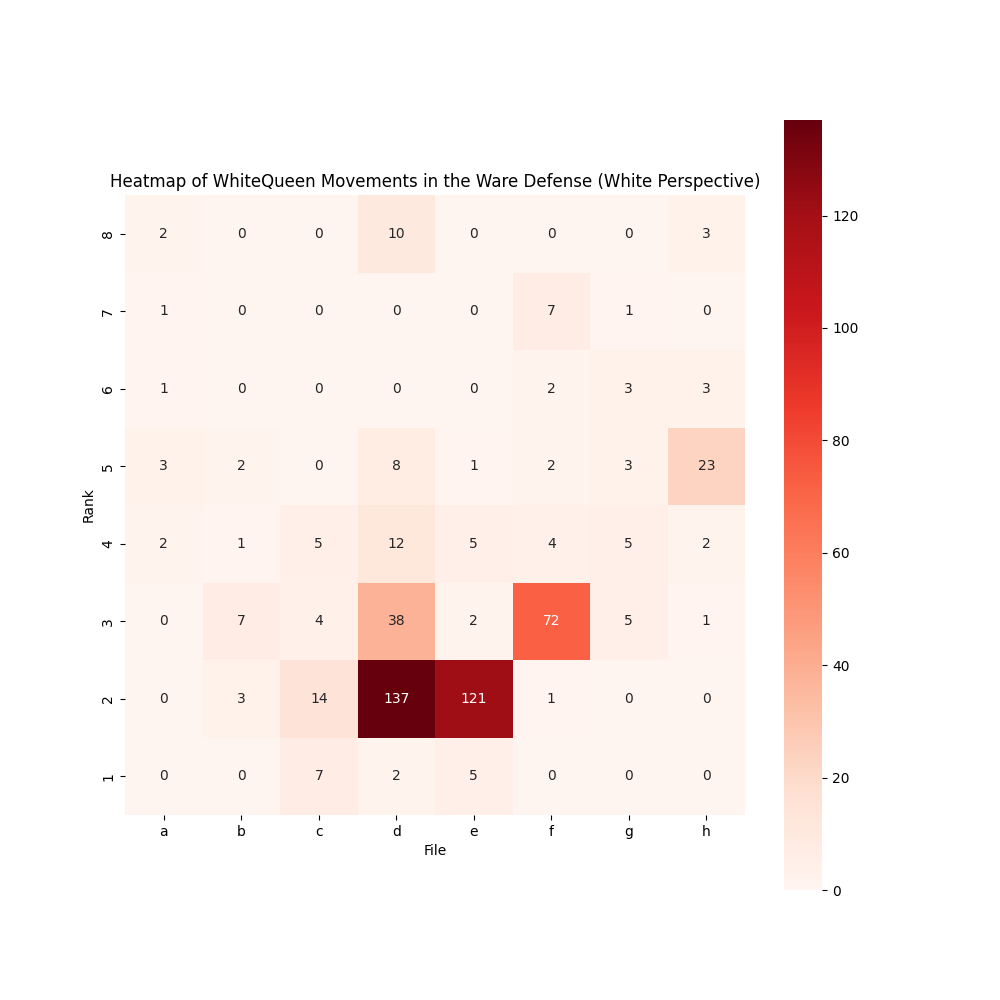 Heatmap of WhiteQueen Movements in the Ware Defense (White Perspective)
8 2 0 0 10 0 0 0 3
7 1 0 0 0 0 7 1 0
6 1 0 0 0 0 2 3 3
5 3 2 0 8 1 2 3 23
4 2 1 5 12 5 4 5 2
3 0 7 4 38 2 72 5 1
2 0 3 14 137 121 1 0 0
1 0 0 7 2 5 0 0 0
Rank
a b c d e f g h
File
120
100
80
60
40
20
0